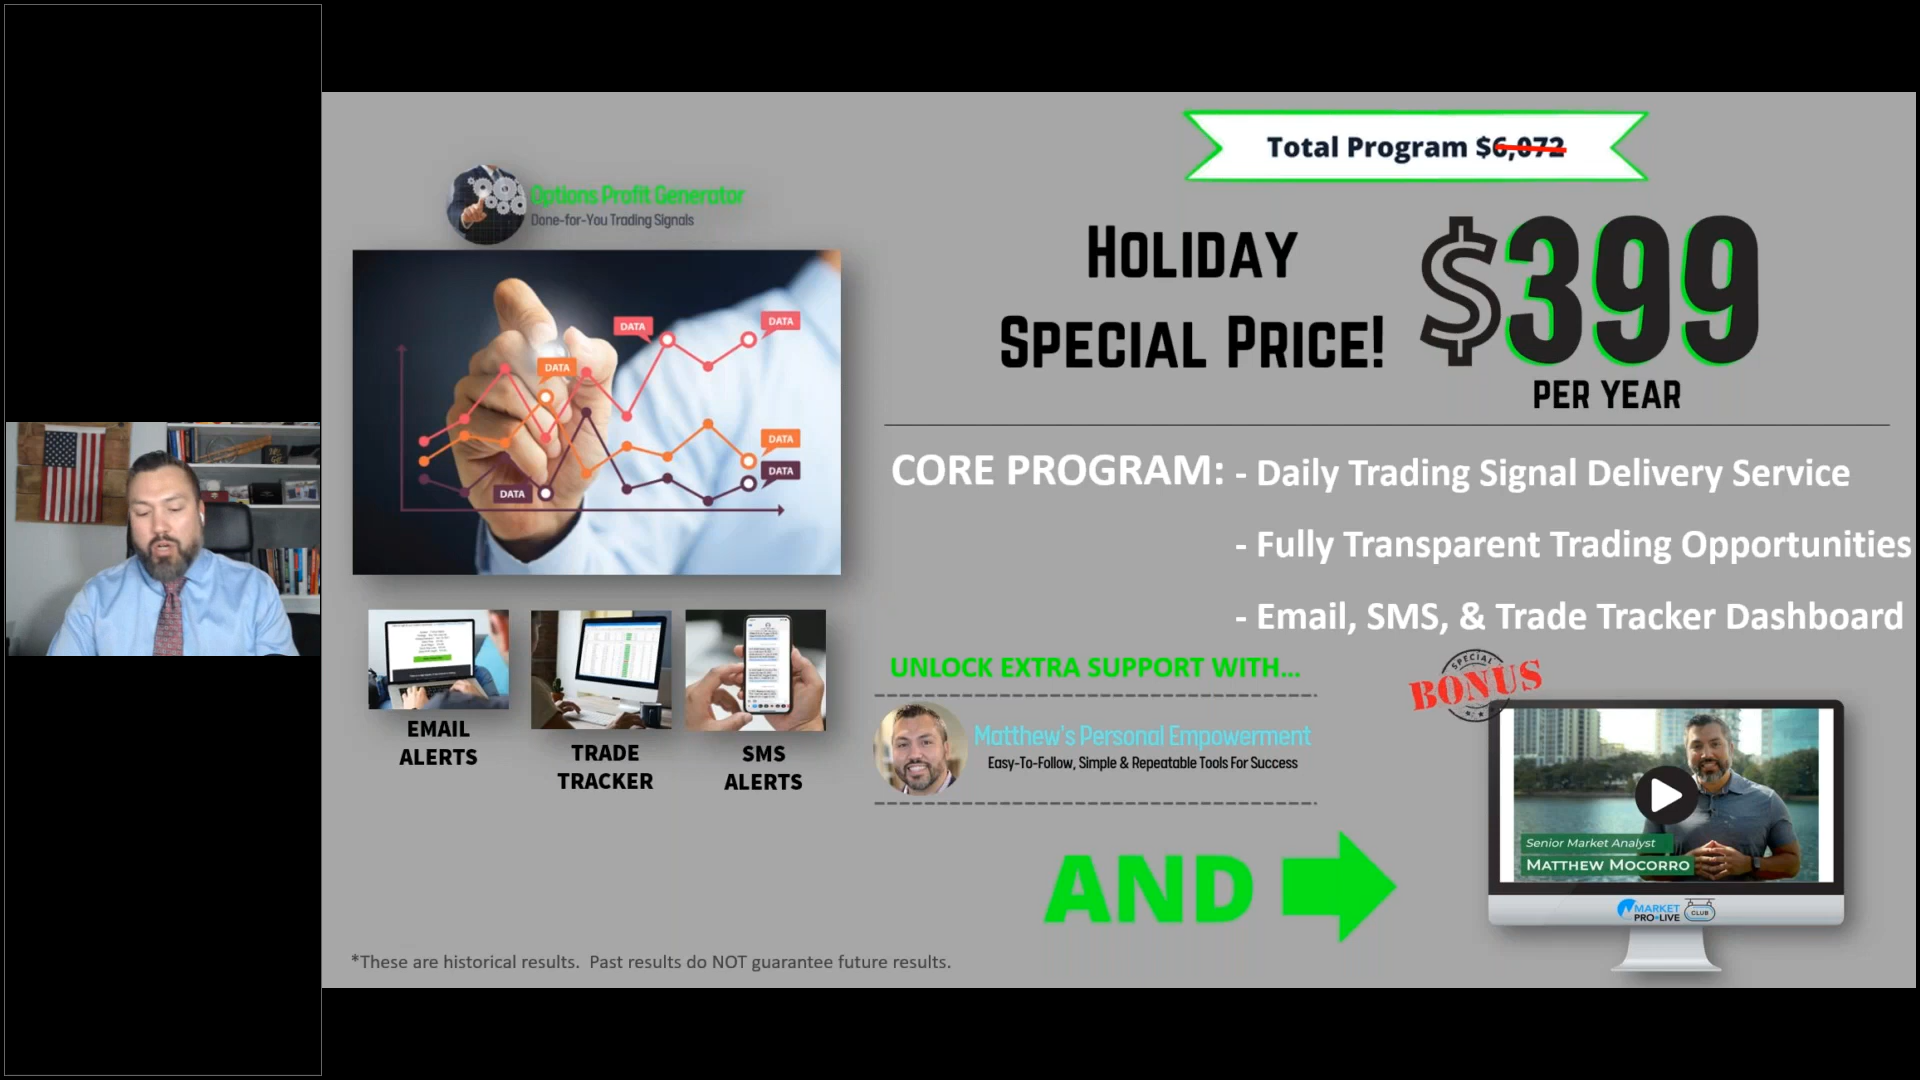 Total Program $6,072
Options Profit Generator
Done-for-You Trading Signals
HOLIDAY
SPECIAL PRICE!
$399
PER YEAR
DATA
DATA
DATA
DATA
DATA
DATA
CORE PROGRAM: - Daily Trading Signal Delivery Service
- Fully Transparent Trading Opportunities
- Email, SMS, & Trade Tracker Dashboard
EMAIL
ALERTS
TRADE
TRACKER
SMS
ALERTS
UNLOCK EXTRA SUPPORT WITH...
Matthew's Personal Empowerment
Easy-To-Follow, Simple & Repeatable Tools For Success
SPECIAL
BONUS
Senior Market Analyst
MATTHEW MOCORRO
MARKET
PRO LIVE
CLUB
AND
*These are historical results. Past results do NOT guarantee future results.